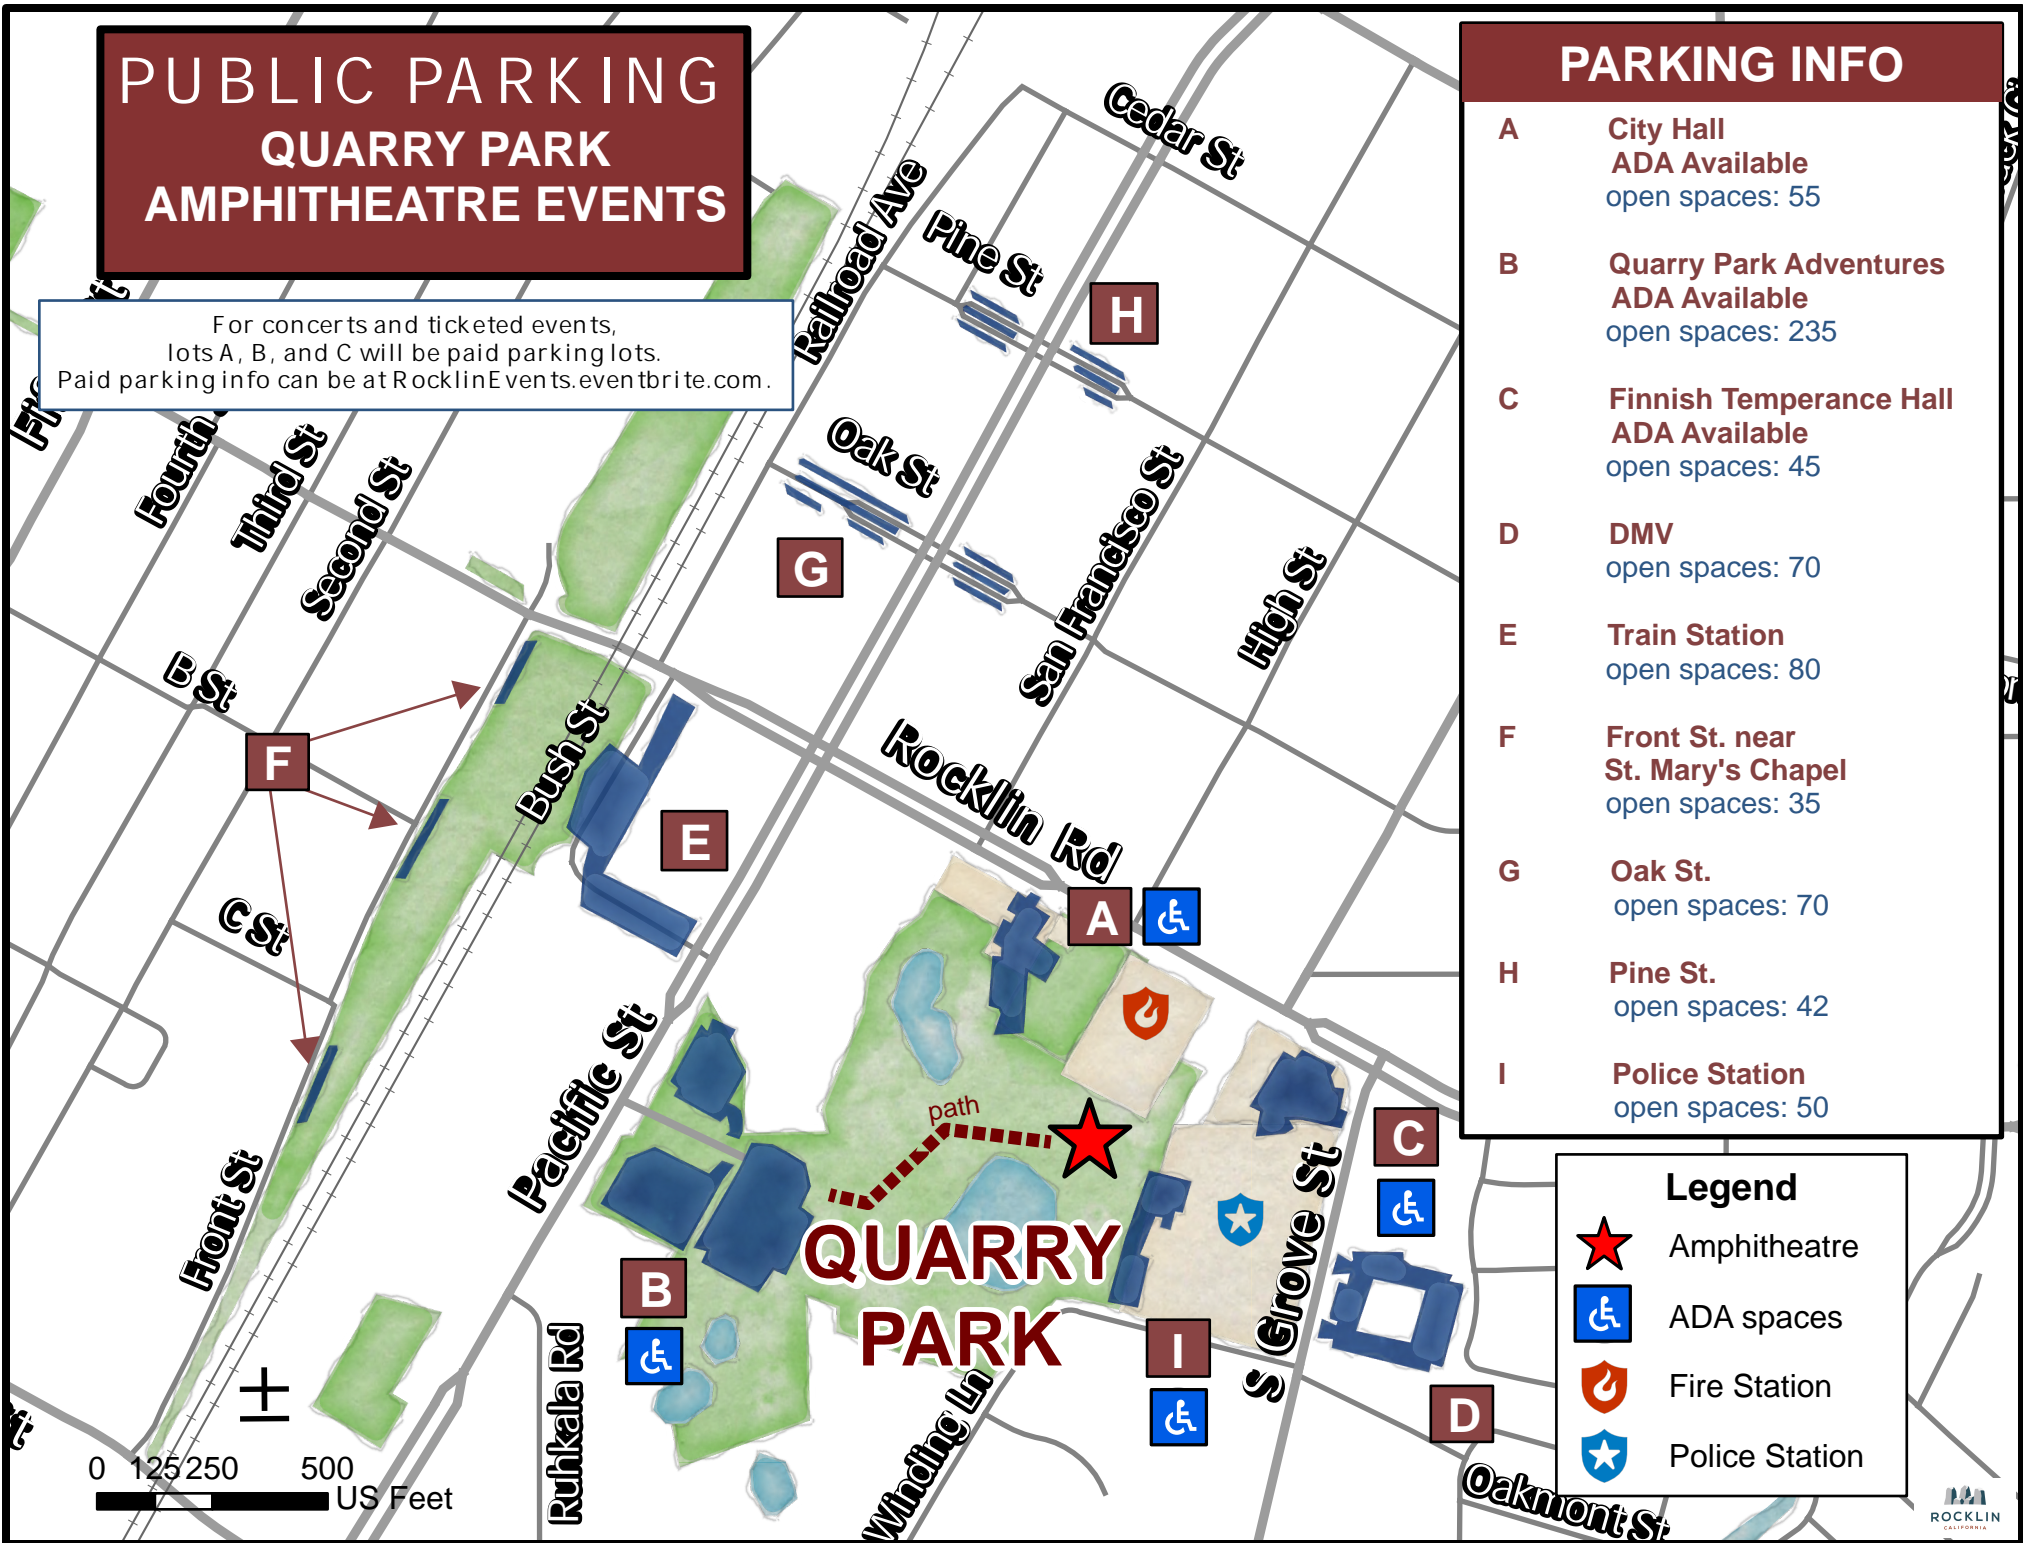 PUBLIC PARKING
QUARRY PARK
AMPHITHEATRE EVENTS
For concerts and ticketed events,
lots A, B, and C will be paid parking lots.
Paid parking info can be at RocklinEvents.eventbrite.com.
PARKING INFO
A City Hall
ADA Available
open spaces: 55
B Quarry Park Adventures
ADA Available
open spaces: 235
C Finnish Temperance Hall
ADA Available
open spaces: 45
D DMV
open spaces: 70
E Train Station
open spaces: 80
F Front St. near
St. Mary's Chapel
open spaces: 35
G Oak St.
open spaces: 70
H Pine St.
open spaces: 42
I Police Station
open spaces: 50
Legend
Amphitheatre
ADA spaces
Fire Station
Police Station
Cedar St
Pine St
Railroad Ave
H
Oak St
G
San Francisco St
High St
Fourth
Third St
Second St
B St
F
Bush St
E
Rocklin Rd
A
C St
Pacific St
path
C
Front St
QUARRY
PARK
B
I
S Grove St
D
Ruhkala Rd
Winding Ln
Oakmont St
0 125 250 500
US Feet
ROCKLIN
CALIFORNIA